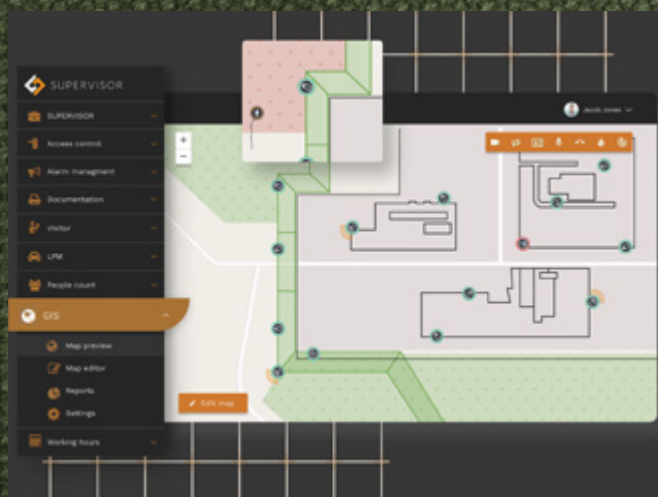 SUPERVISOR
SUPERVISOR
Jacob Jones
Access control
Alarm managment
Documentation
Visitor
LPM
People count
GIS
Map preview
Map editor
Reports
Settings
Edit map
Working hours